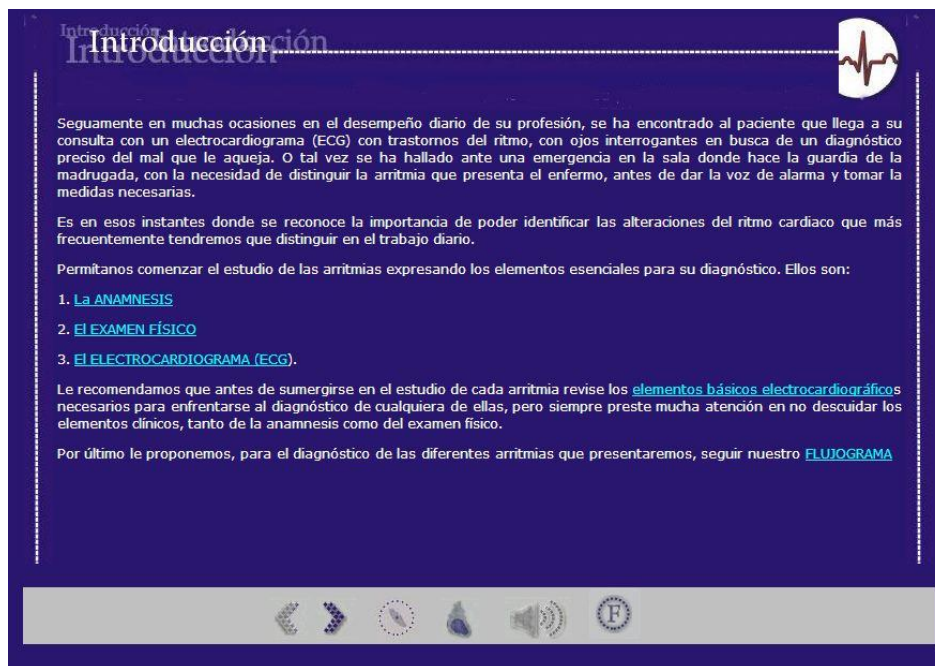 Introducción
Seguamente en muchas ocasiones en el desempeño diario de su profesión, se ha encontrado al paciente que llega a su
consulta con un electrocardiograma (ECG) con trastornos del ritmo, con ojos interrogantes en busca de un diagnóstico
preciso del mal que le aqueja. O tal vez se ha hallado ante una emergencia en la sala donde hace la guardia de la
madrugada, con la necesidad de distinguir la arritmia que presenta el enfermo, antes de dar la voz de alarma y tomar la
medidas necesarias.
Es en esos instantes donde se reconoce la importancia de poder identificar las alteraciones del ritmo cardiaco que más
frecuentemente tendremos que distinguir en el trabajo diario.
Permítanos comenzar el estudio de las arritmias expresando los elementos esenciales para su diagnóstico. Ellos son:
1. La ANAMNESIS
2. El EXAMEN FÍSICO
3. El ELECTROCARDIOGRAMA (ECG).
Le recomendamos que antes de sumergirse en el estudio de cada arritmia revise los elementos básicos electrocardiográficos
necesarios para enfrentarse al diagnóstico de cualquiera de ellas, pero siempre preste mucha atención en no descuidar los
elementos clínicos, tanto de la anamnesis como del examen físico.
Por último le proponemos, para el diagnóstico de las diferentes arritmias que presentaremos, seguir nuestro FLUJOGRAMA
F